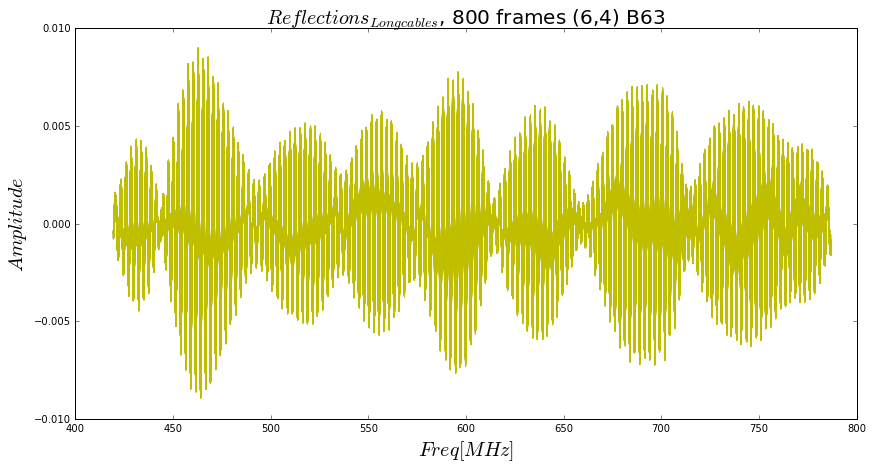 Reflections_Longcables, 800 frames (6,4) B63
0.010
0.005
0.000
−0.005
−0.010
Amplitude
400 450 500 550 600 650 700 750 800
Freq[MHz]